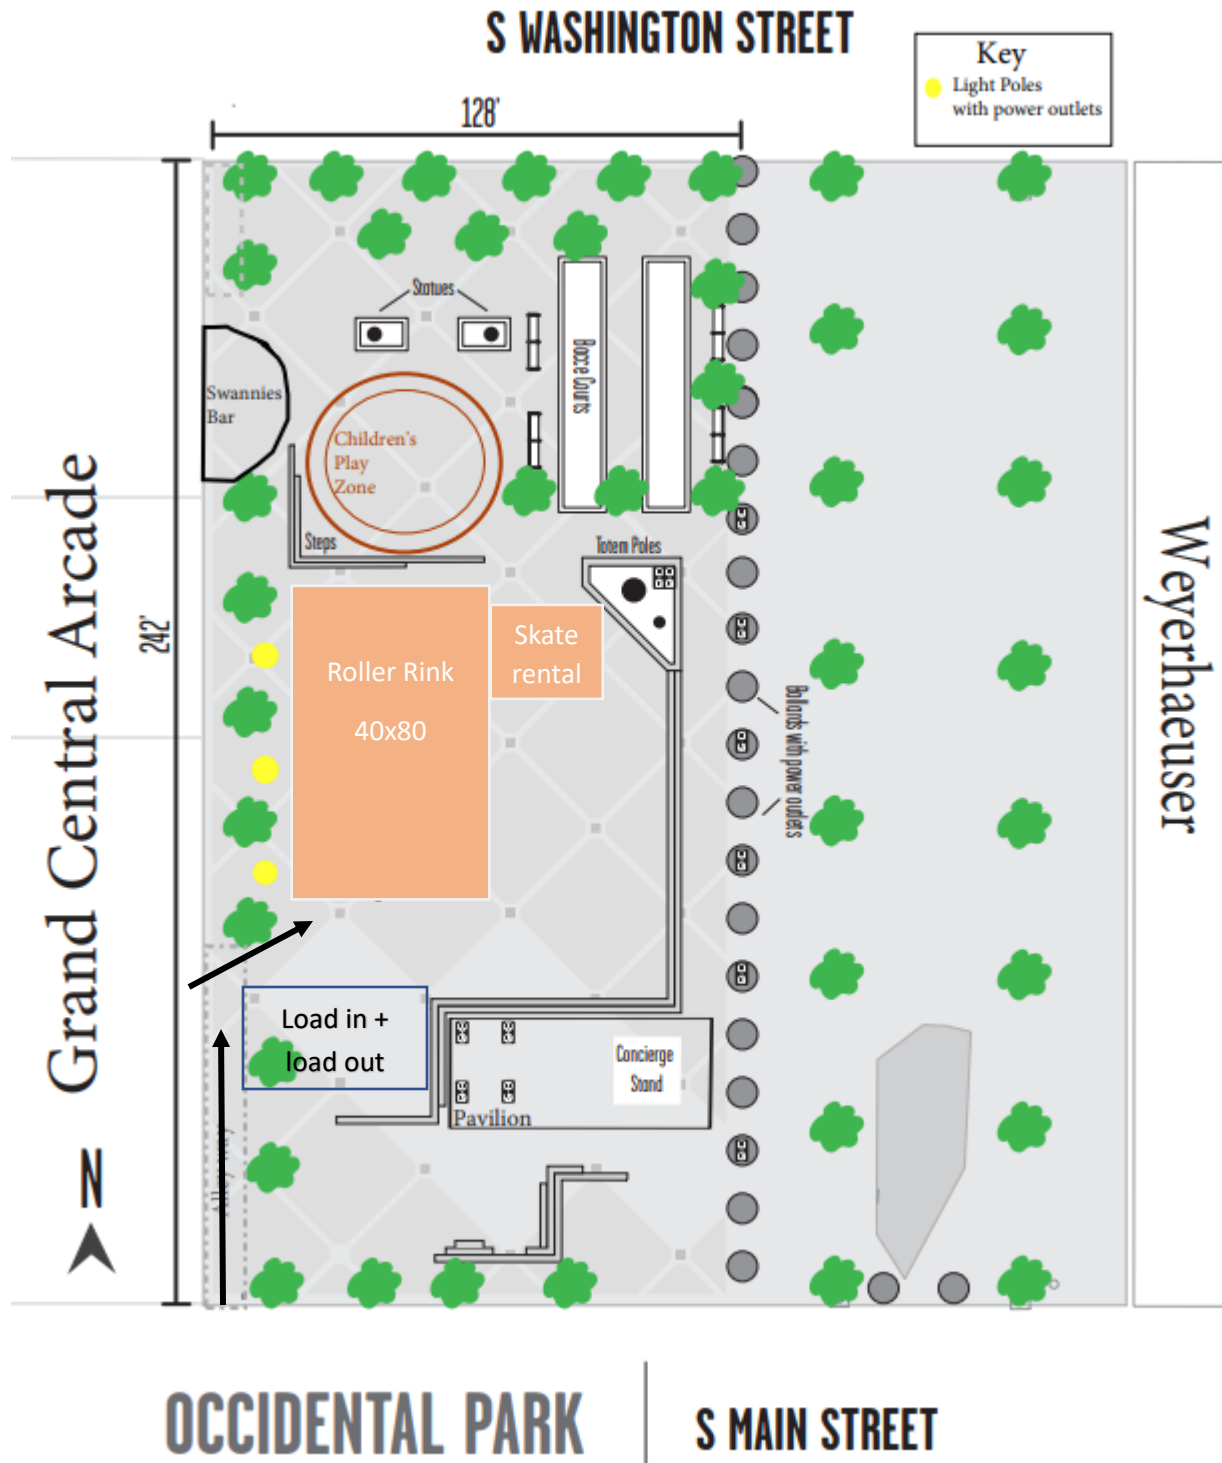 S WASHINGTON STREET
Key
Light Poles
with power outlets
128'
Statues
Swannies
Bar
Bocce Courts
Children's
Play
Zone
Steps
Totem Poles
Grand Central Arcade
242'
Roller Rink
40x80
Skate
rental
Bollards with power outlets
Weyerhaeuser
Load in +
load out
Concierge
Stand
Pavilion
Alley way
N
OCCIDENTAL PARK
S MAIN STREET